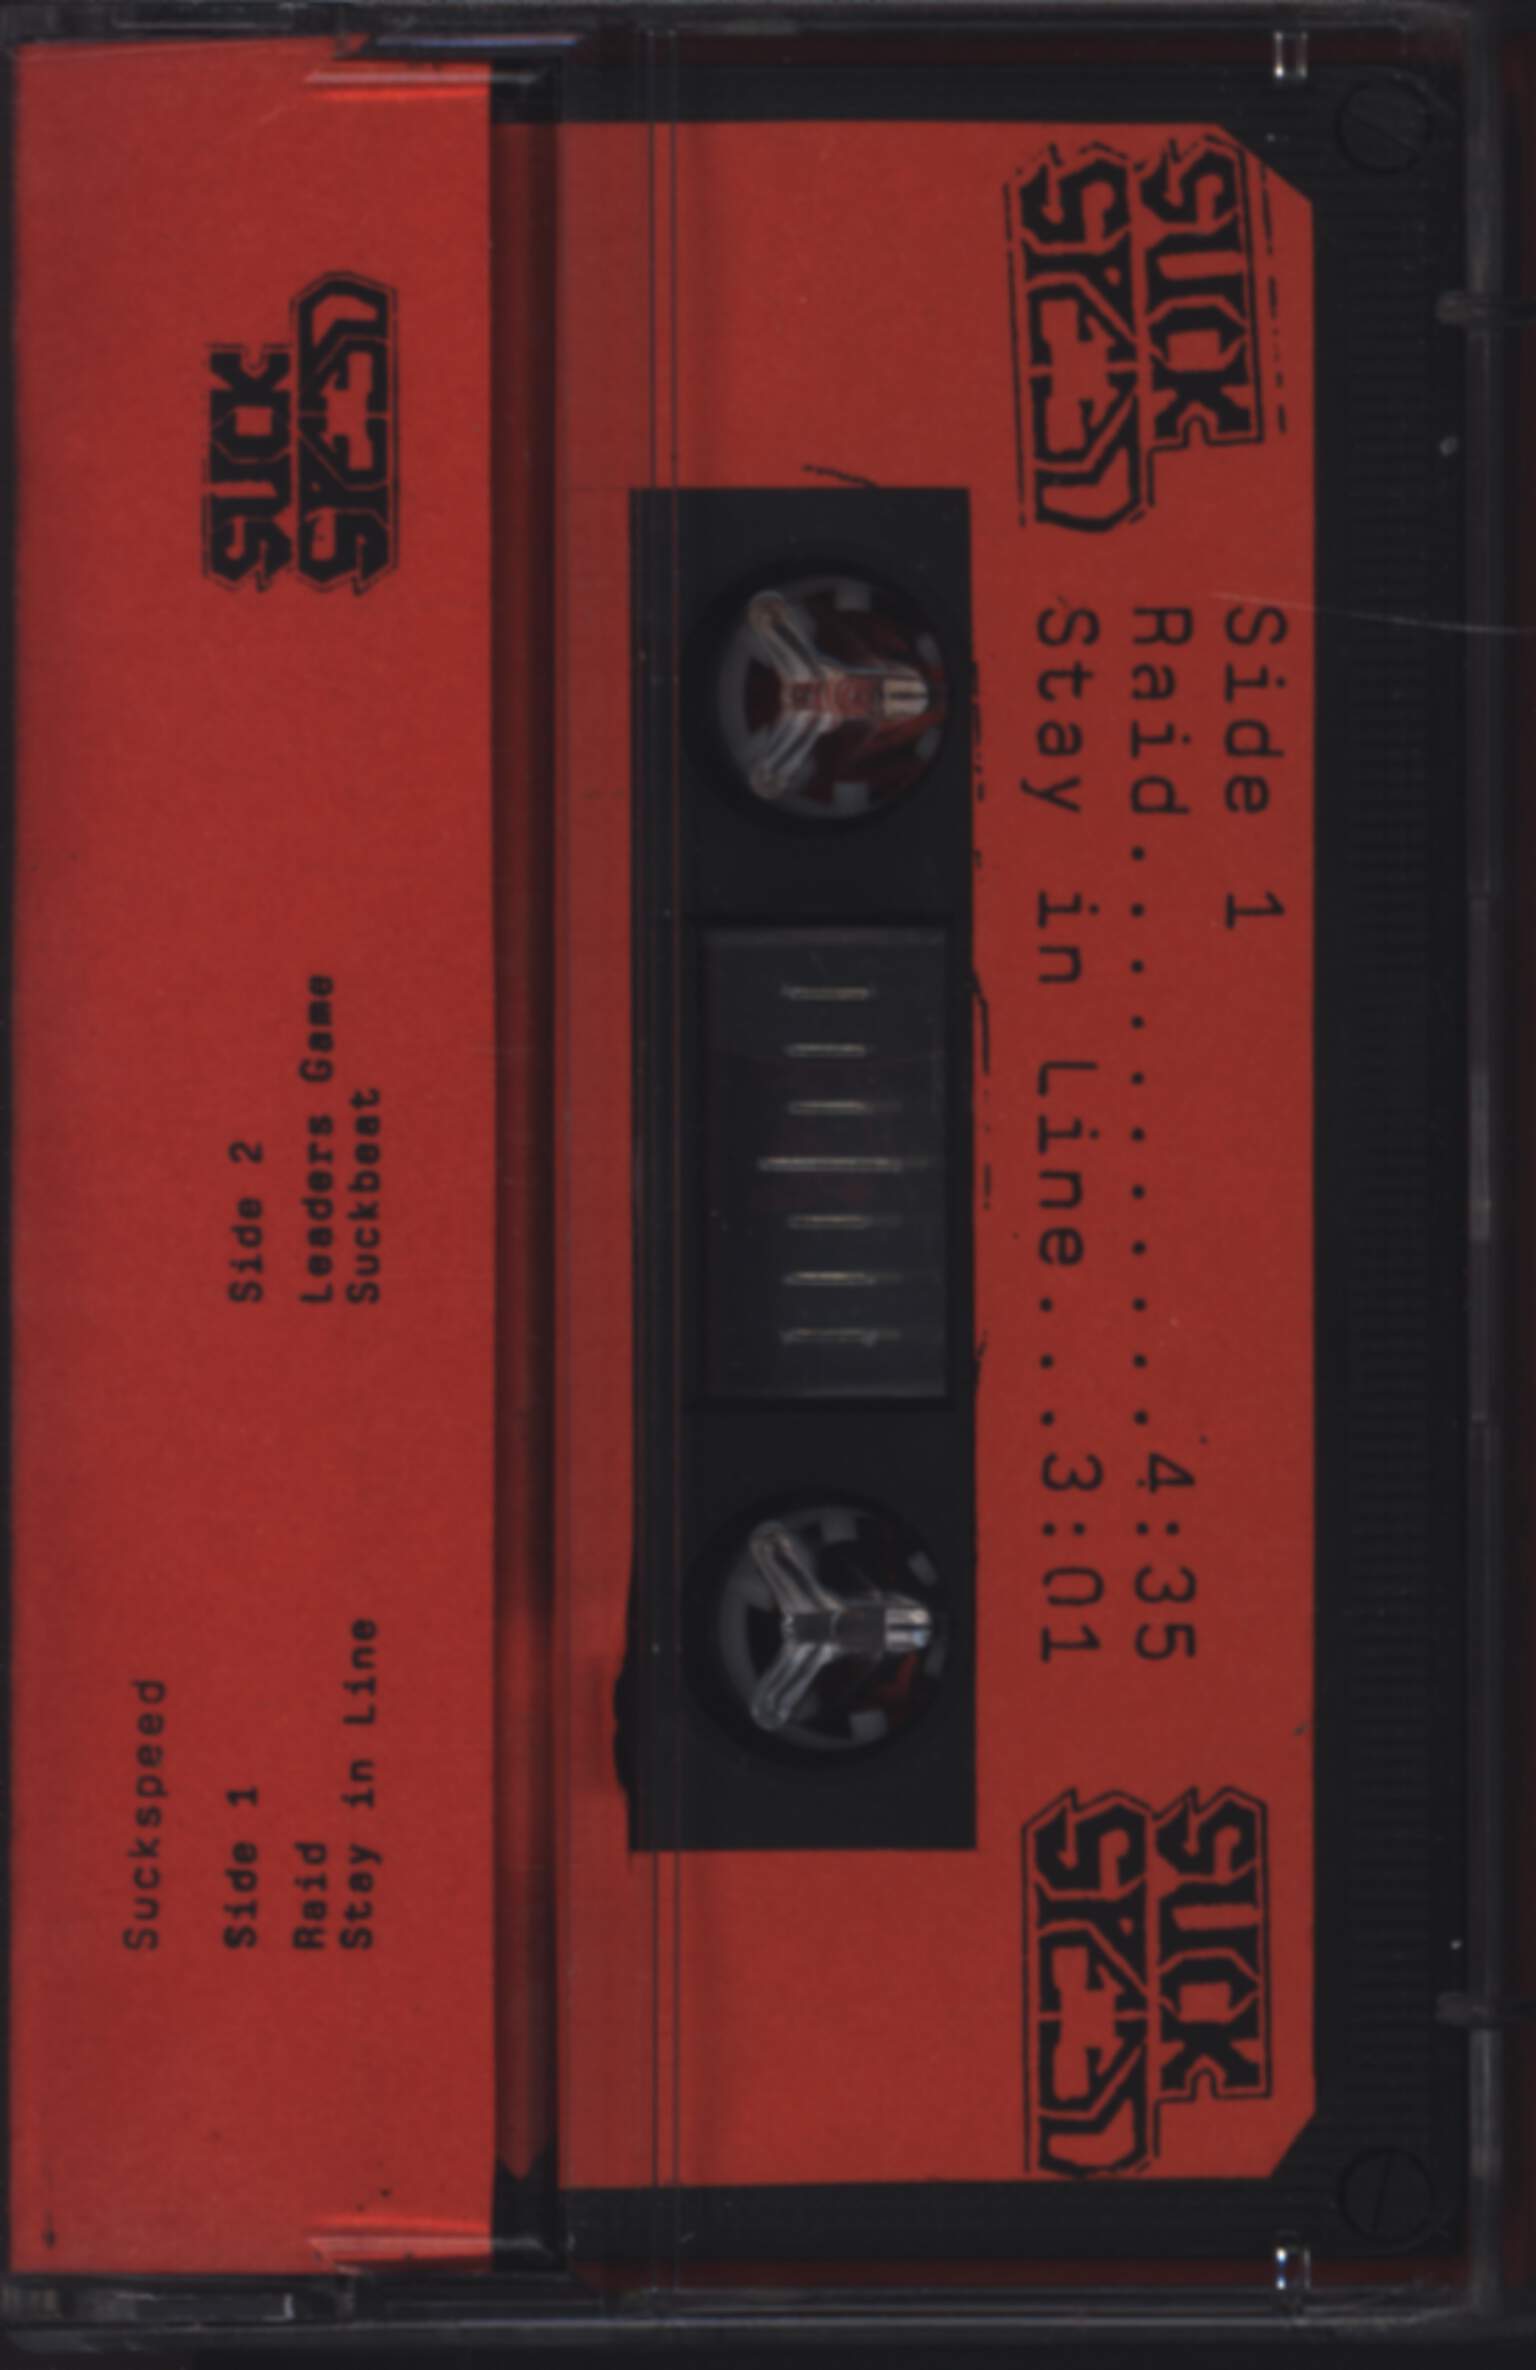 Suckspeed
Side 1
Raid
Stay in Line
Side 2
Leaders Game
Suckbeat
SUCK
SPEED
SUCK
SPEED
Side 1
Raid...........4:35
Stay in Line...3:01
SUCK
SPEED